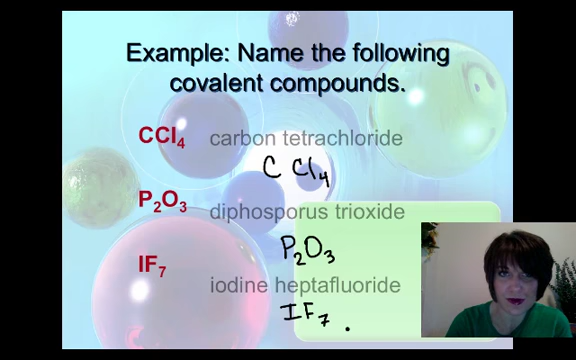 Example: Name the following
covalent compounds.
CCl₄ carbon tetrachloride
C Cl₄
P₂O₃ diphosporus trioxide
P₂O₃
IF₇ iodine heptafluoride
IF₇